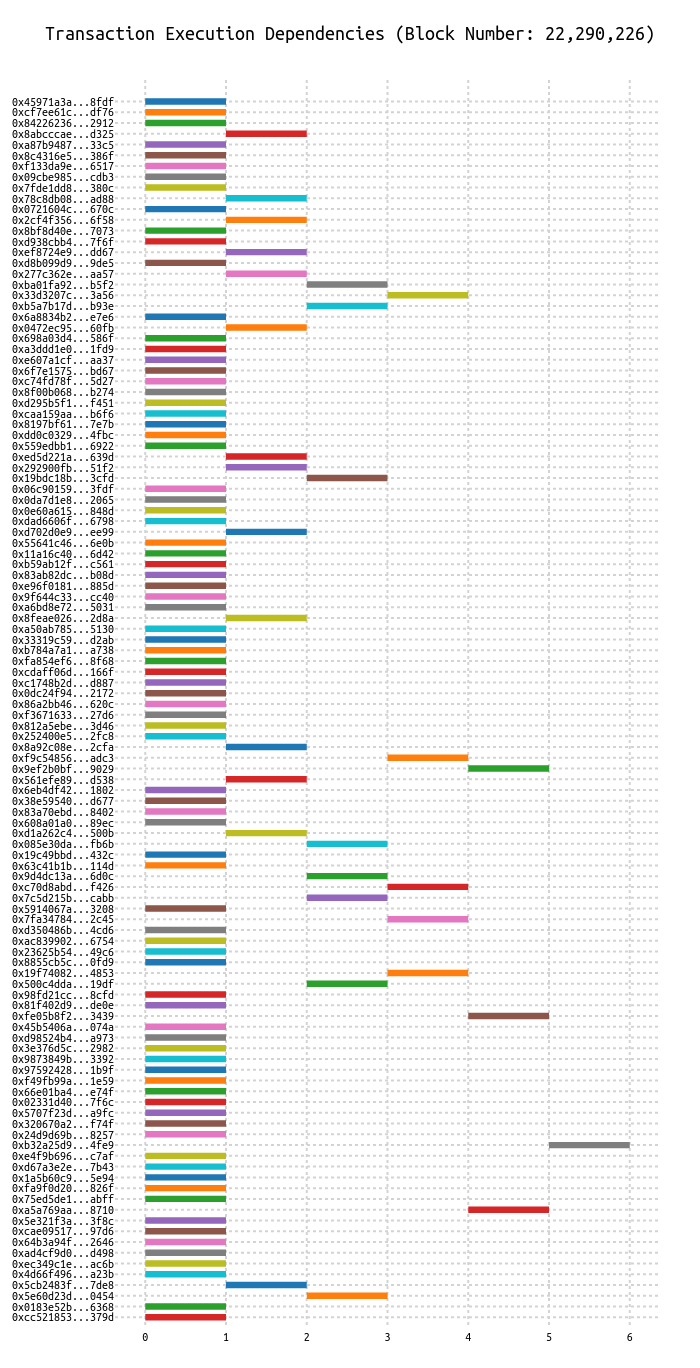 Transaction Execution Dependencies (Block Number: 22,290,226)
0x45971a3a...8fdf
0xcf7ee61c...df76
0x84226236...2912
0x8abcccae...d325
0xa87b9487...33c5
0x8c4316e5...386f
0xf133da9e...6517
0x09cbe985...cdb3
0x7fde1dd8...380c
0x78c8db08...ad88
0x0721604c...670c
0x2cf4f356...6f58
0x8bf8d40e...7073
0xd938cbb4...7f6f
0xef8724e9...dd67
0xd8b099d9...9de5
0x277c362e...aa57
0xba01fa92...b5f2
0x33d3207c...3a56
0xb5a7b17d...b93e
0x6a8834b2...e7e6
0x0472ec95...60fb
0x698a03d4...586f
0xa3ddd1e0...1fd9
0xe607a1cf...aa37
0x6f7e1575...bd67
0xc74fd78f...5d27
0x8f00b068...b274
0xd295b5f1...f451
0xcaa159aa...b6f6
0x8197bf61...7e7b
0xdd0c0329...4fbc
0x559edbb1...6922
0xed5d221a...639d
0x292900fb...51f2
0x19bdc18b...3cfd
0x06c90159...3fdf
0x0da7d1e8...2065
0x0e60a615...848d
0xdad6606f...6798
0xd702d0e9...ee99
0x55641c46...6e0b
0x11a16c40...6d42
0xb59ab12f...c561
0x83ab82dc...b08d
0xe96f0181...885d
0x9f644c33...cc40
0xa6bd8e72...5031
0x8feae026...2d8a
0xa50ab785...5130
0x33319c59...d2ab
0xb784a7a1...a738
0xfa854ef6...8f68
0xcdaff06d...166f
0xc1748b2d...d887
0x0dc24f94...2172
0x86a2bb46...620c
0xf3671633...27d6
0x812a5ebe...3d46
0x252400e5...2fc8
0x8a92c08e...2cfa
0xf9c54856...adc3
0x9ef2b0bf...9029
0x561efe89...d538
0x6eb4df42...1802
0x38e59540...d677
0x83a70ebd...8402
0x608a01a0...89ec
0xd1a262c4...500b
0x085e30da...fb6b
0x19c49bbd...432c
0x63c41b1b...114d
0x9d4dc13a...6d0c
0xc70d8abd...f426
0x7c5d215b...cabb
0x5914067a...3208
0x7fa34784...2c45
0xd350486b...4cd6
0xac839902...6754
0x23625b54...49c6
0x8855cb5c...0fd9
0x19f74082...4853
0x500c4dda...19df
0x98fd21cc...8cfd
0x81f402d9...de0e
0xfe05b8f2...3439
0x45b5406a...074a
0xd98524b4...a973
0x3e376d5c...2982
0x9873849b...3392
0x97592428...1b9f
0xf49fb99a...1e59
0x66e01ba4...e74f
0x02331d40...7f6c
0x5707f23d...a9fc
0x320670a2...f74f
0x24d9d69b...8257
0xb32a25d9...4fe9
0xe4f9b696...c7af
0xd67a3e2e...7b43
0x1a5b60c9...5e94
0xfa9f0d20...826f
0x75ed5de1...abff
0xa5a769aa...8710
0x5e321f3a...3f8c
0xcae09517...97d6
0x64b3a94f...2646
0xad4cf9d0...d498
0xec349c1e...ac6b
0x4d66f496...a23b
0x5cb2483f...7de8
0x5e60d23d...0454
0x0183e52b...6368
0xcc521853...379d
0 1 2 3 4 5 6